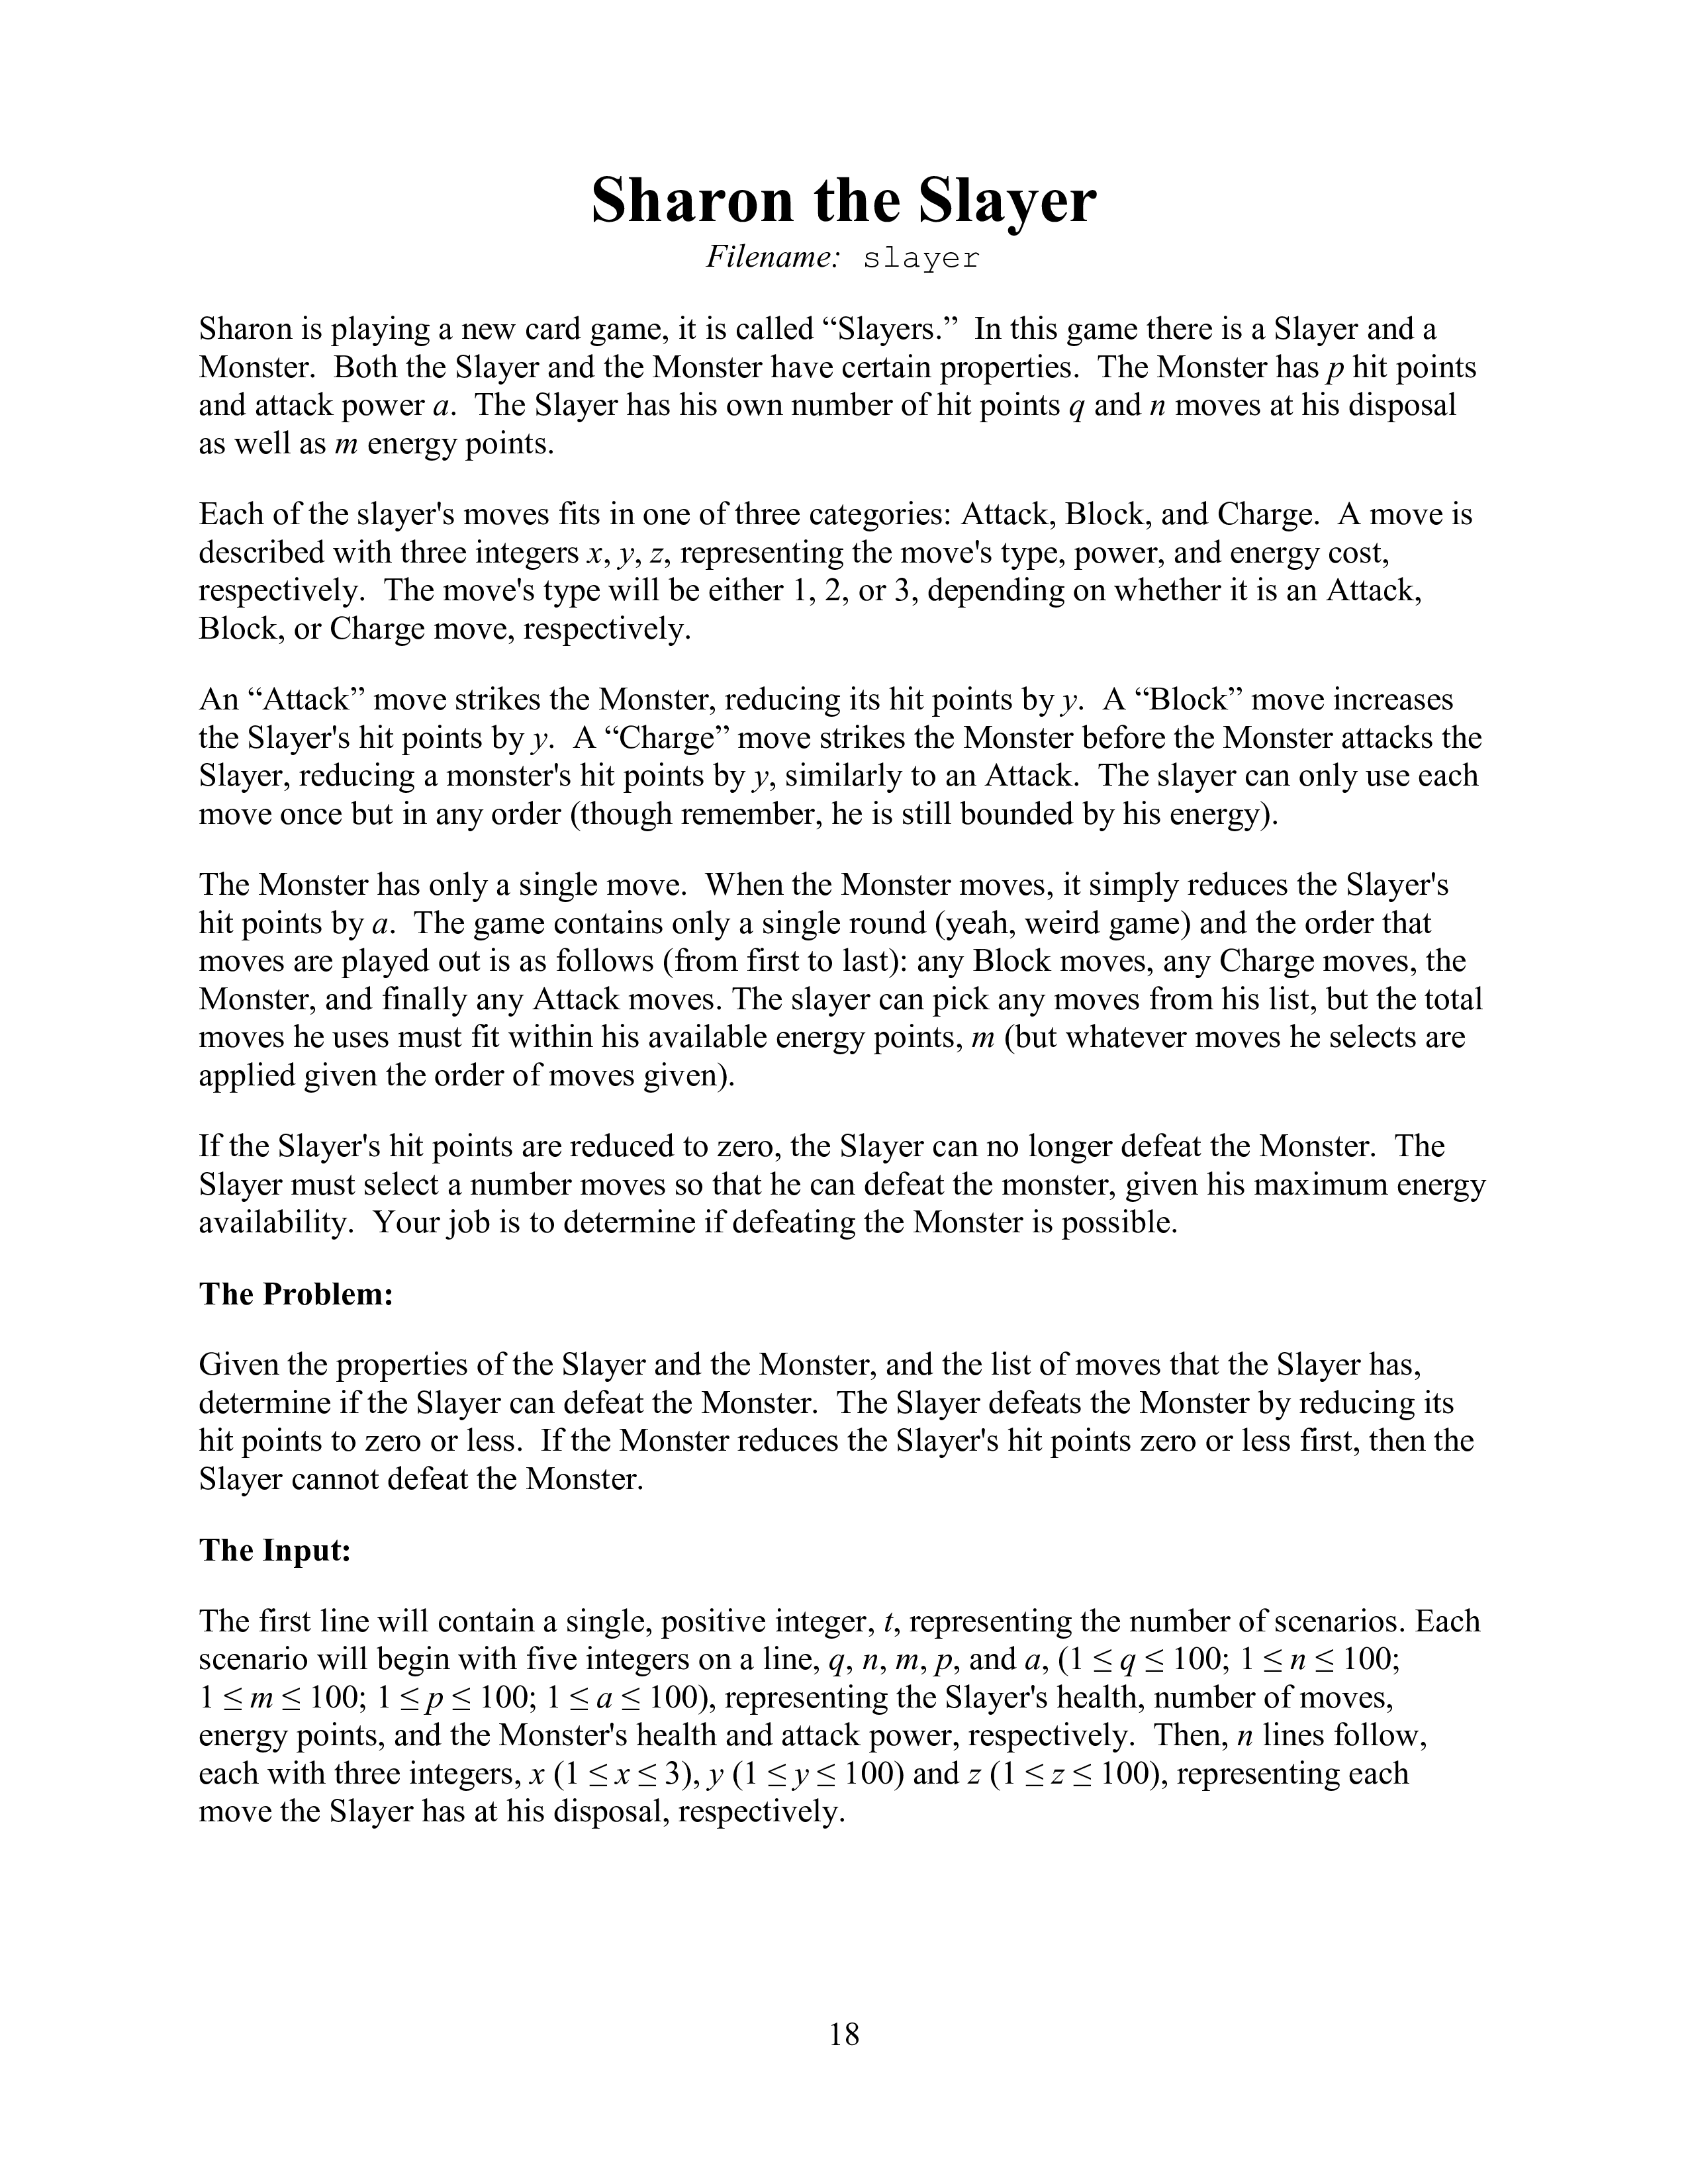 Sharon the Slayer
Filename: slayer
Sharon is playing a new card game, it is called “Slayers.” In this game there is a Slayer and a
Monster. Both the Slayer and the Monster have certain properties. The Monster has p hit points
and attack power a. The Slayer has his own number of hit points q and n moves at his disposal
as well as m energy points.
Each of the slayer's moves fits in one of three categories: Attack, Block, and Charge. A move is
described with three integers x, y, z, representing the move's type, power, and energy cost,
respectively. The move's type will be either 1, 2, or 3, depending on whether it is an Attack,
Block, or Charge move, respectively.
An “Attack” move strikes the Monster, reducing its hit points by y. A “Block” move increases
the Slayer's hit points by y. A “Charge” move strikes the Monster before the Monster attacks the
Slayer, reducing a monster's hit points by y, similarly to an Attack. The slayer can only use each
move once but in any order (though remember, he is still bounded by his energy).
The Monster has only a single move. When the Monster moves, it simply reduces the Slayer's
hit points by a. The game contains only a single round (yeah, weird game) and the order that
moves are played out is as follows (from first to last): any Block moves, any Charge moves, the
Monster, and finally any Attack moves. The slayer can pick any moves from his list, but the total
moves he uses must fit within his available energy points, m (but whatever moves he selects are
applied given the order of moves given).
If the Slayer's hit points are reduced to zero, the Slayer can no longer defeat the Monster. The
Slayer must select a number moves so that he can defeat the monster, given his maximum energy
availability. Your job is to determine if defeating the Monster is possible.
The Problem:
Given the properties of the Slayer and the Monster, and the list of moves that the Slayer has,
determine if the Slayer can defeat the Monster. The Slayer defeats the Monster by reducing its
hit points to zero or less. If the Monster reduces the Slayer's hit points zero or less first, then the
Slayer cannot defeat the Monster.
The Input:
The first line will contain a single, positive integer, t, representing the number of scenarios. Each
scenario will begin with five integers on a line, q, n, m, p, and a, (1 ≤ q ≤ 100; 1 ≤ n ≤ 100;
1 ≤ m ≤ 100; 1 ≤ p ≤ 100; 1 ≤ a ≤ 100), representing the Slayer's health, number of moves,
energy points, and the Monster's health and attack power, respectively. Then, n lines follow,
each with three integers, x (1 ≤ x ≤ 3), y (1 ≤ y ≤ 100) and z (1 ≤ z ≤ 100), representing each
move the Slayer has at his disposal, respectively.
18